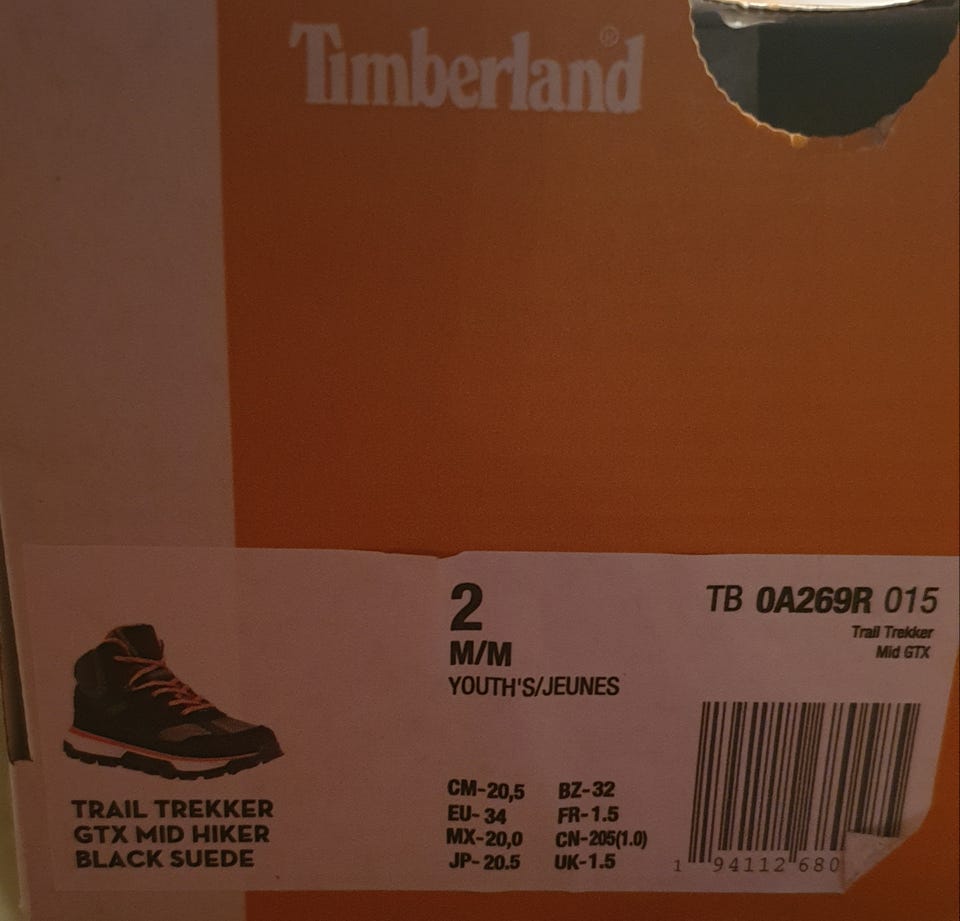 Timberland®
2
M/M
YOUTH'S/JEUNES
TB 0A269R 015
Trail Trekker
Mid GTX
CM-20,5 BZ-32
EU-34 FR-1.5
MX-20,0 CN-205(1.0)
JP-20.5 UK-1.5
TRAIL TREKKER
GTX MID HIKER
BLACK SUEDE
1 94112 680